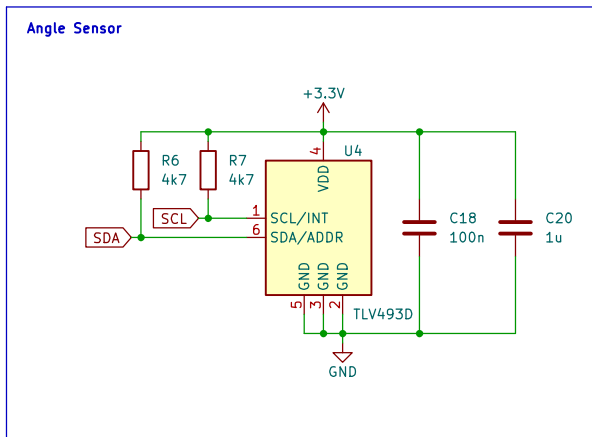 Angle Sensor
+3.3V
R6
4k7
R7
4k7
U4
4
VDD
SCL
1
SCL/INT
SDA
6
SDA/ADDR
C18
100n
C20
1u
GND
GND
GND
5
3
2
TLV493D
GND